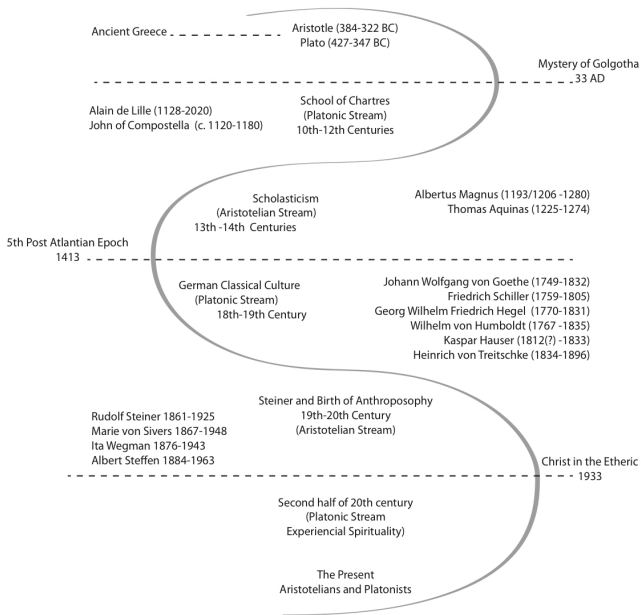 Ancient Greece
Aristotle (384-322 BC)
Plato (427-347 BC)
Mystery of Golgotha
33 AD
Alain de Lille (1128-2020)
John of Compostella (c. 1120-1180)
School of Chartres
(Platonic Stream)
10th-12th Centuries
Scholasticism
(Aristotelian Stream)
13th -14th Centuries
Albertus Magnus (1193/1206 -1280)
Thomas Aquinas (1225-1274)
5th Post Atlantian Epoch
1413
German Classical Culture
(Platonic Stream)
18th-19th Century
Johann Wolfgang von Goethe (1749-1832)
Friedrich Schiller (1759-1805)
Georg Wilhelm Friedrich Hegel (1770-1831)
Wilhelm von Humboldt (1767 -1835)
Kaspar Hauser (1812(?) -1833)
Heinrich von Treitschke (1834-1896)
Steiner and Birth of Anthroposophy
19th-20th Century
(Aristotelian Stream)
Rudolf Steiner 1861-1925
Marie von Sivers 1867-1948
Ita Wegman 1876-1943
Albert Steffen 1884-1963
Christ in the Etheric
1933
Second half of 20th century
(Platonic Stream
Experiencial Spirituality)
The Present
Aristotelians and Platonists